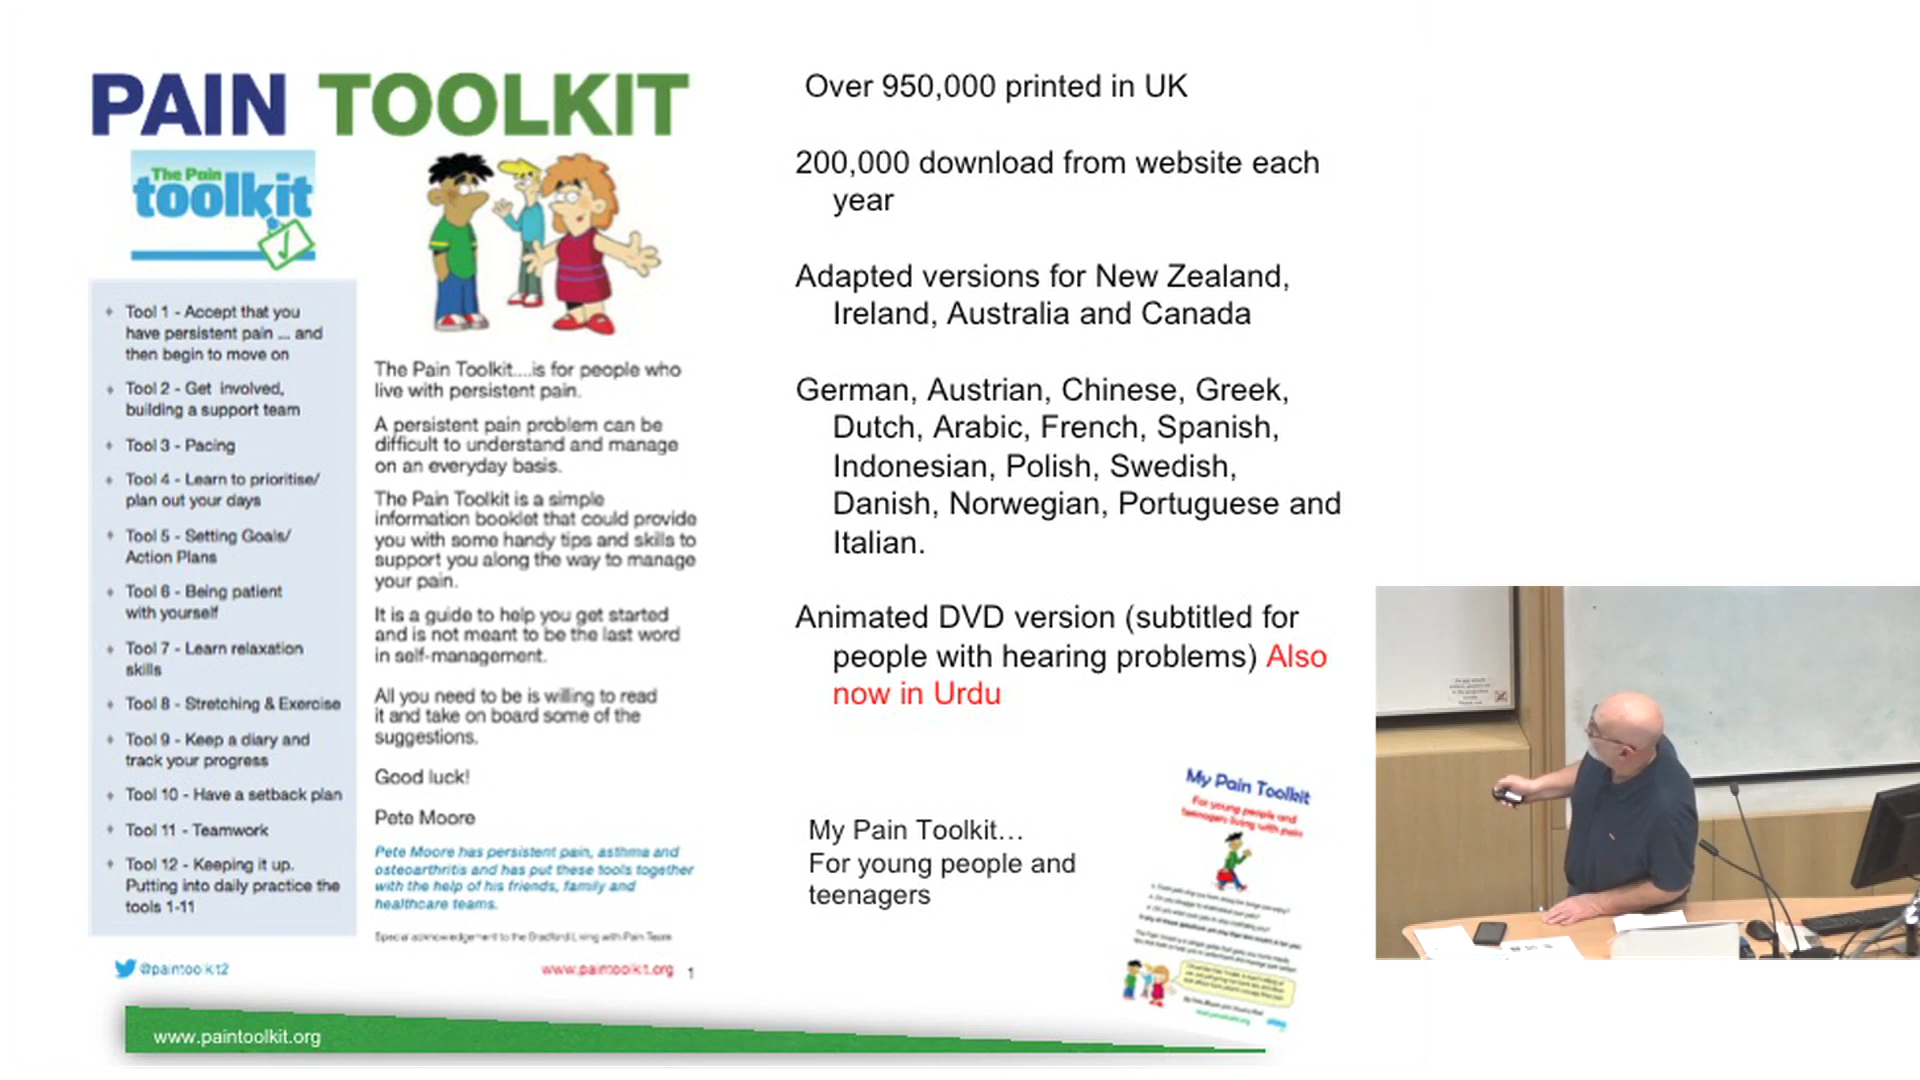 PAIN TOOLKIT
The Pain
toolkit
Tool 1 - Accept that you
have persistent pain ... and
then begin to move on
Tool 2 - Get involved,
building a support team
Tool 3 - Pacing
Tool 4 - Learn to prioritise/
plan out your days
Tool 5 - Setting Goals/
Action Plans
Tool 6 - Being patient
with yourself
Tool 7 - Learn relaxation
skills
Tool 8 - Stretching & Exercise
Tool 9 - Keep a diary and
track your progress
Tool 10 - Have a setback plan
Tool 11 - Teamwork
Tool 12 - Keeping it up.
Putting into daily practice the
tools 1-11
@paintoolkit2
The Pain Toolkit....is for people who
live with persistent pain.
A persistent pain problem can be
difficult to understand and manage
on an everyday basis.
The Pain Toolkit is a simple
information booklet that could provide
you with some handy tips and skills to
support you along the way to manage
your pain.
It is a guide to help you get started
and is not meant to be the last word
in self-management.
All you need to be is willing to read
it and take on board some of the
suggestions.
Good luck!
Pete Moore
Pete Moore has persistent pain, asthma and
osteoarthritis and has put these tools together
with the help of his friends, family and
healthcare teams.
Special acknowledgement to the Bradford Living with Pain Team
www.paintoolkit.org 1
Over 950,000 printed in UK
200,000 download from website each
year
Adapted versions for New Zealand,
Ireland, Australia and Canada
German, Austrian, Chinese, Greek,
Dutch, Arabic, French, Spanish,
Indonesian, Polish, Swedish,
Danish, Norwegian, Portuguese and
Italian.
Animated DVD version (subtitled for
people with hearing problems) Also
now in Urdu
My Pain Toolkit...
For young people and
teenagers
My Pain Toolkit
For young people and
teenagers living with pain
www.paintoolkit.org